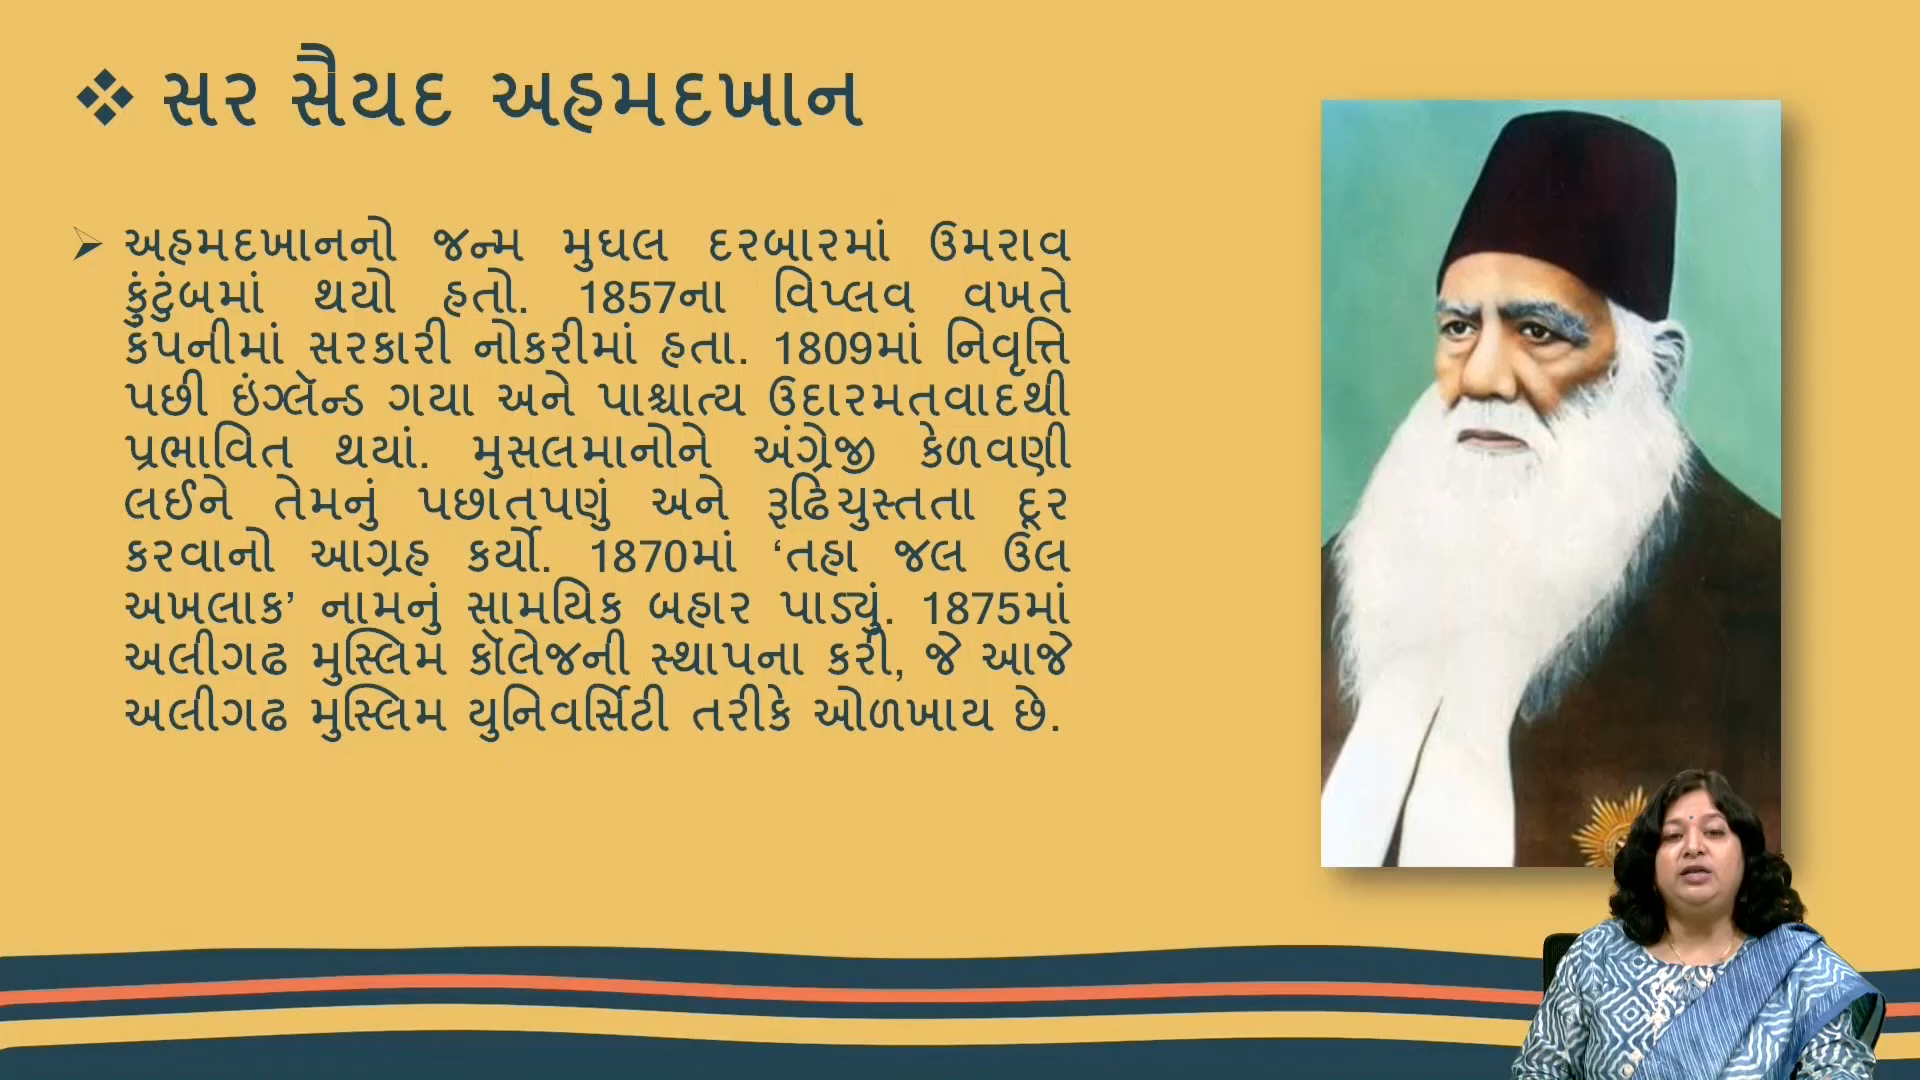 ❖ સર સૈયદ અહમદખાન
➢ અહમદખાનનો જન્મ મુઘલ દરબારમાં ઉમરાવ
કુંટુંબમાં થયો હતો. 1857ના વિપ્લવ વખતે
કંપનીમાં સરકારી નોકરીમાં હતા. 1809માં નિવૃત્તિ
પછી ઇંગ્લૅન્ડ ગયા અને પાશ્ચાત્ય ઉદારમતવાદથી
પ્રભાવિત થયાં. મુસલમાનોને અંગ્રેજી કેળવણી
લઈને તેમનું પછાતપણું અને રૂઢિચુસ્તતા દૂર
કરવાનો આગ્રહ કર્યો. 1870માં ‘તહા જલ ઉલ
અખલાક’ નામનું સામયિક બહાર પાડ્યું. 1875માં
અલીગઢ મુસ્લિમ કૉલેજની સ્થાપના કરી, જે આજે
અલીગઢ મુસ્લિમ યુનિવર્સિટી તરીકે ઓળખાય છે.